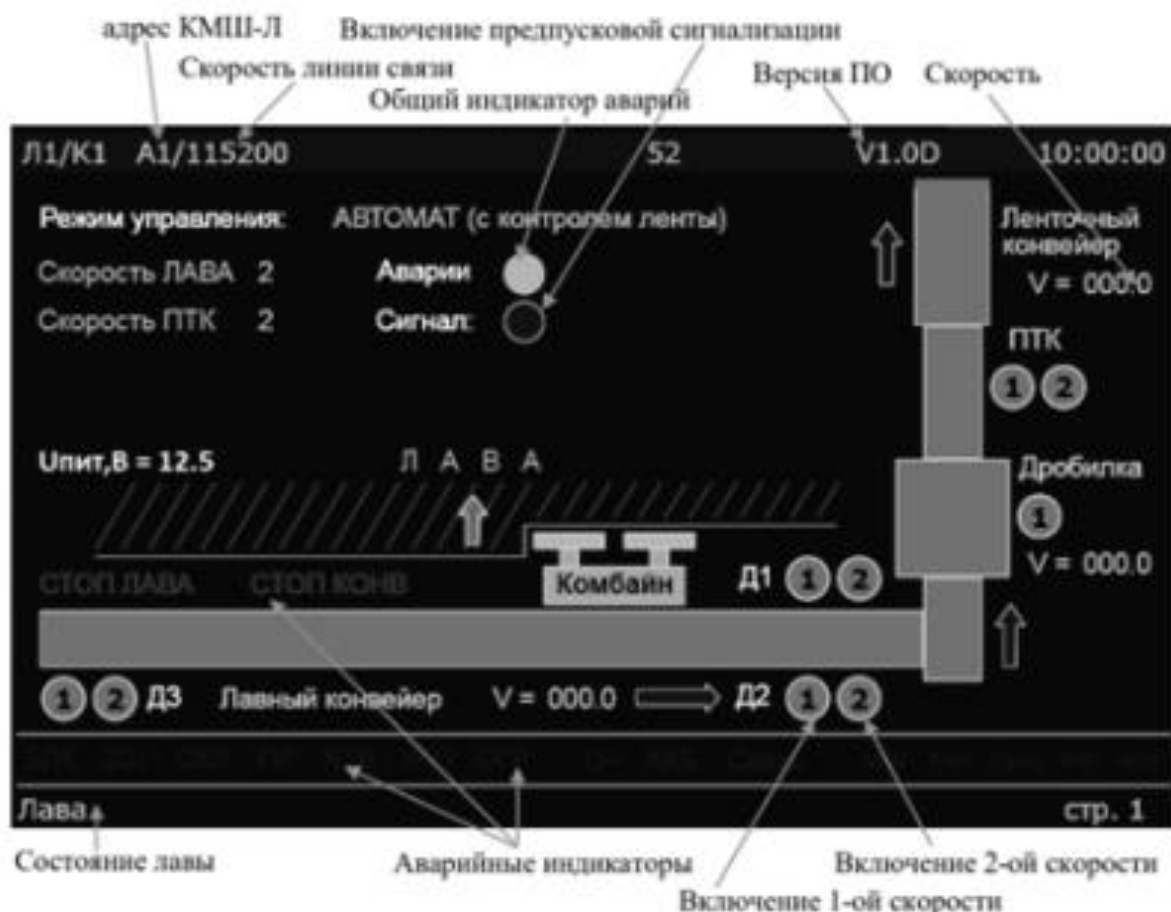 адрес КМШ-Л Включение предпусковой сигнализации
Скорость линии связи Версия ПО Скорость
Общий индикатор аварий
Л1/К1 А1/115200 52 V1.0D 10:00:00
Режим управления: АВТОМАТ (с контролем ленты) Ленточный
конвейер
Скорость ЛАВА 2 Аварии V = 000.0
Скорость ПТК 2 Сигнал: ПТК
1 2
Uпит,В = 12.5 Л А В А Дробилка
1
СТОП ЛАВА СТОП КОНВ Комбайн Д1 1 2 V = 000.0
1 2 Д3 Лавный конвейер V = 000.0 Д2 1 2
Лава стр. 1
Состояние лавы Аварийные индикаторы Включение 2-ой скорости
Включение 1-ой скорости